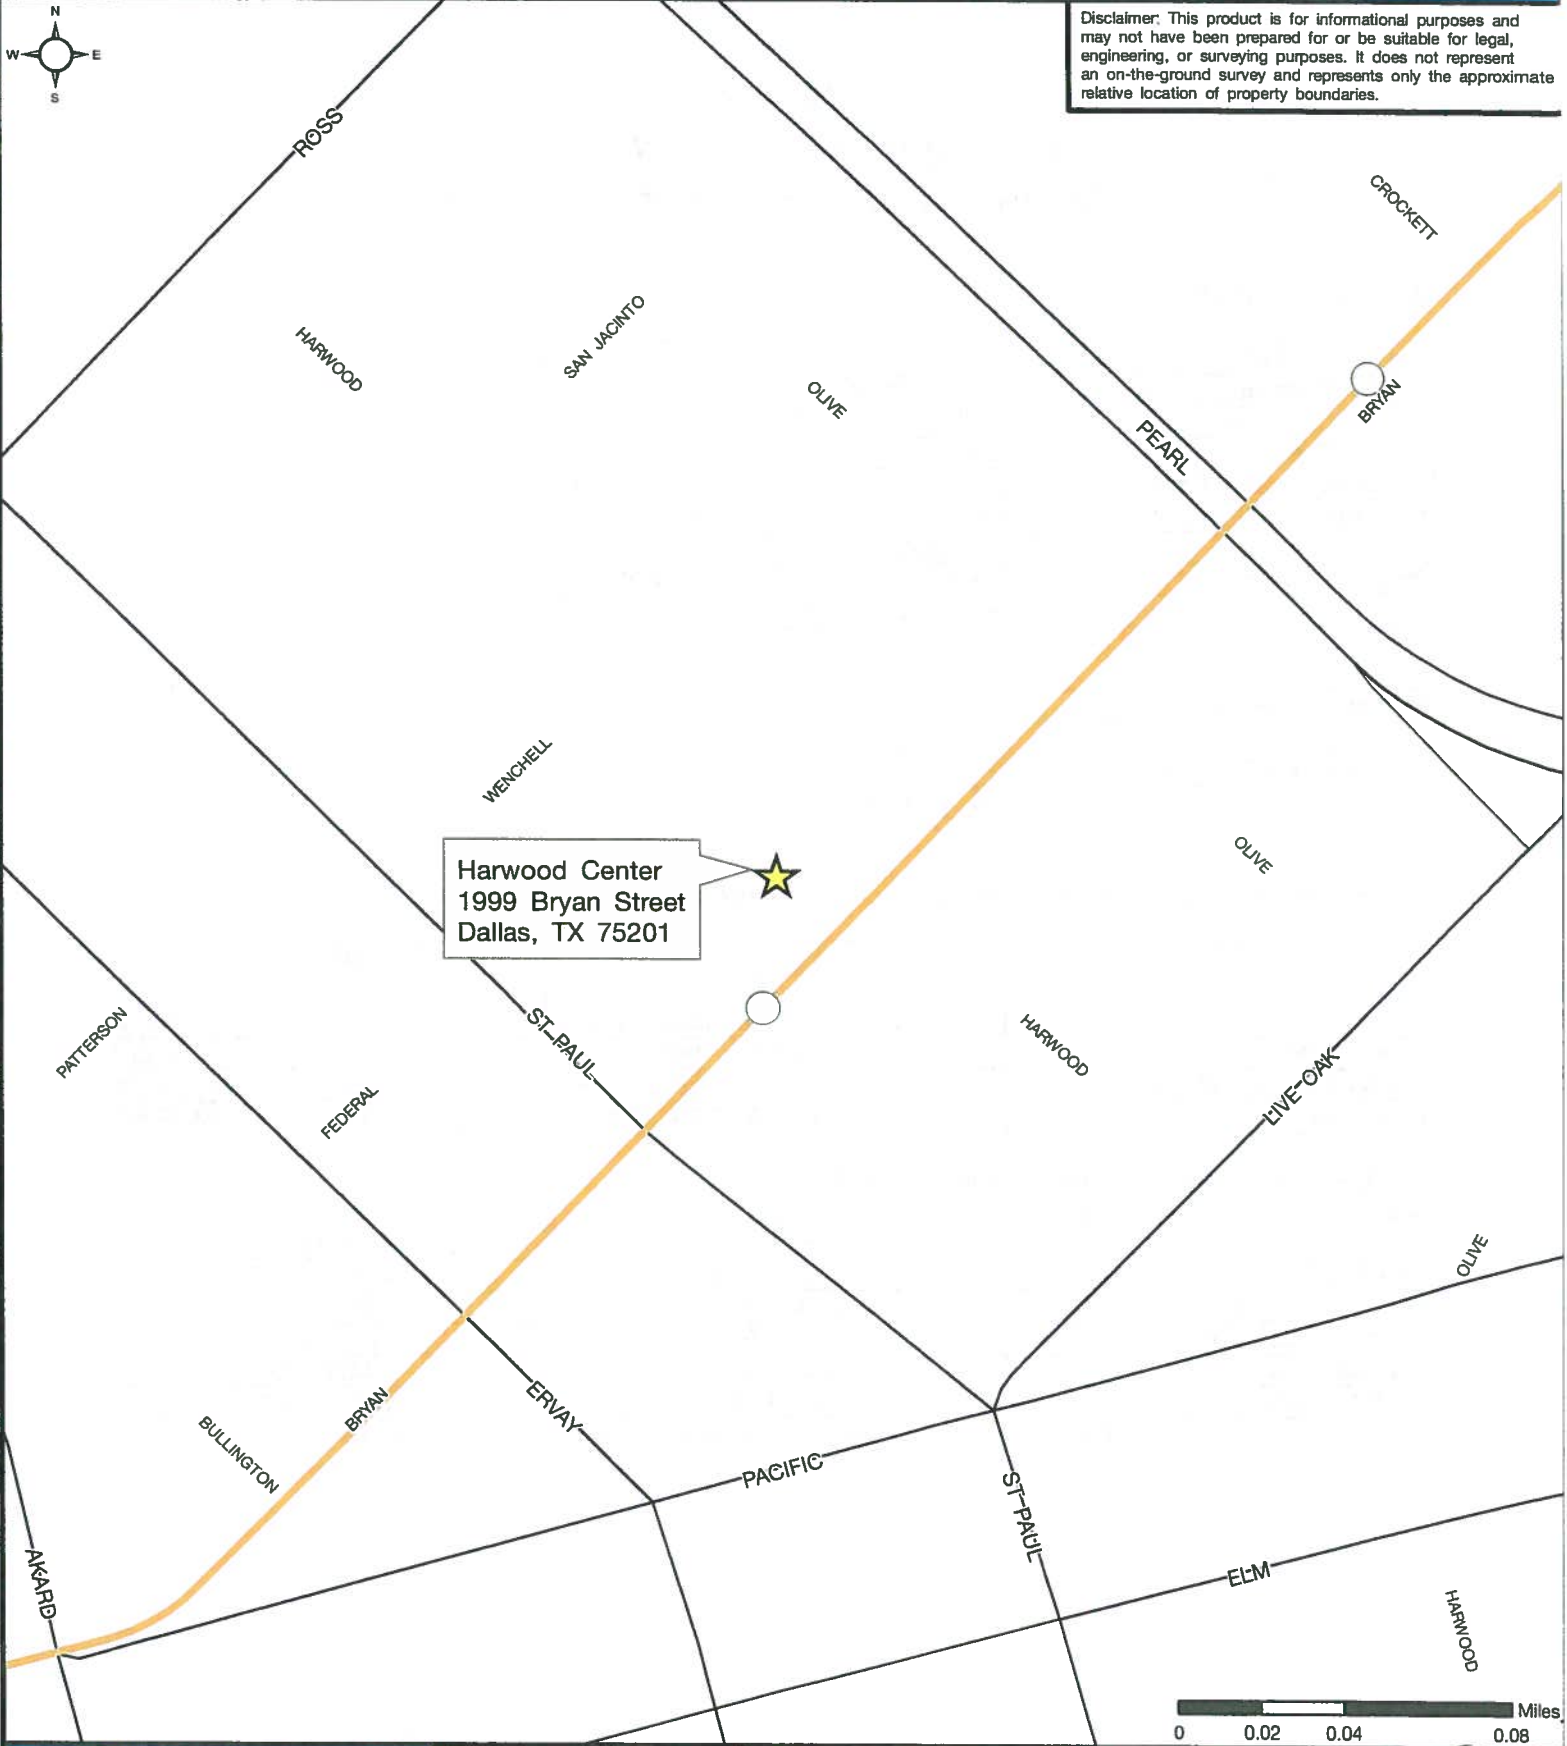 N
W E
S
Disclaimer: This product is for informational purposes and
may not have been prepared for or be suitable for legal,
engineering, or surveying purposes. It does not represent
an on-the-ground survey and represents only the approximate
relative location of property boundaries.
ROSS
CROCKETT
HARWOOD
SAN JACINTO
OLIVE
BRYAN
PEARL
WENCHELL
Harwood Center
1999 Bryan Street
Dallas, TX 75201
OLIVE
PATTERSON
FEDERAL
ST PAUL
HARWOOD
LIVE OAK
OLIVE
BRYAN
BULLINGTON
ERVAY
PACIFIC
ST PAUL
AKARD
ELM
HARWOOD
Miles
0 0.02 0.04 0.08